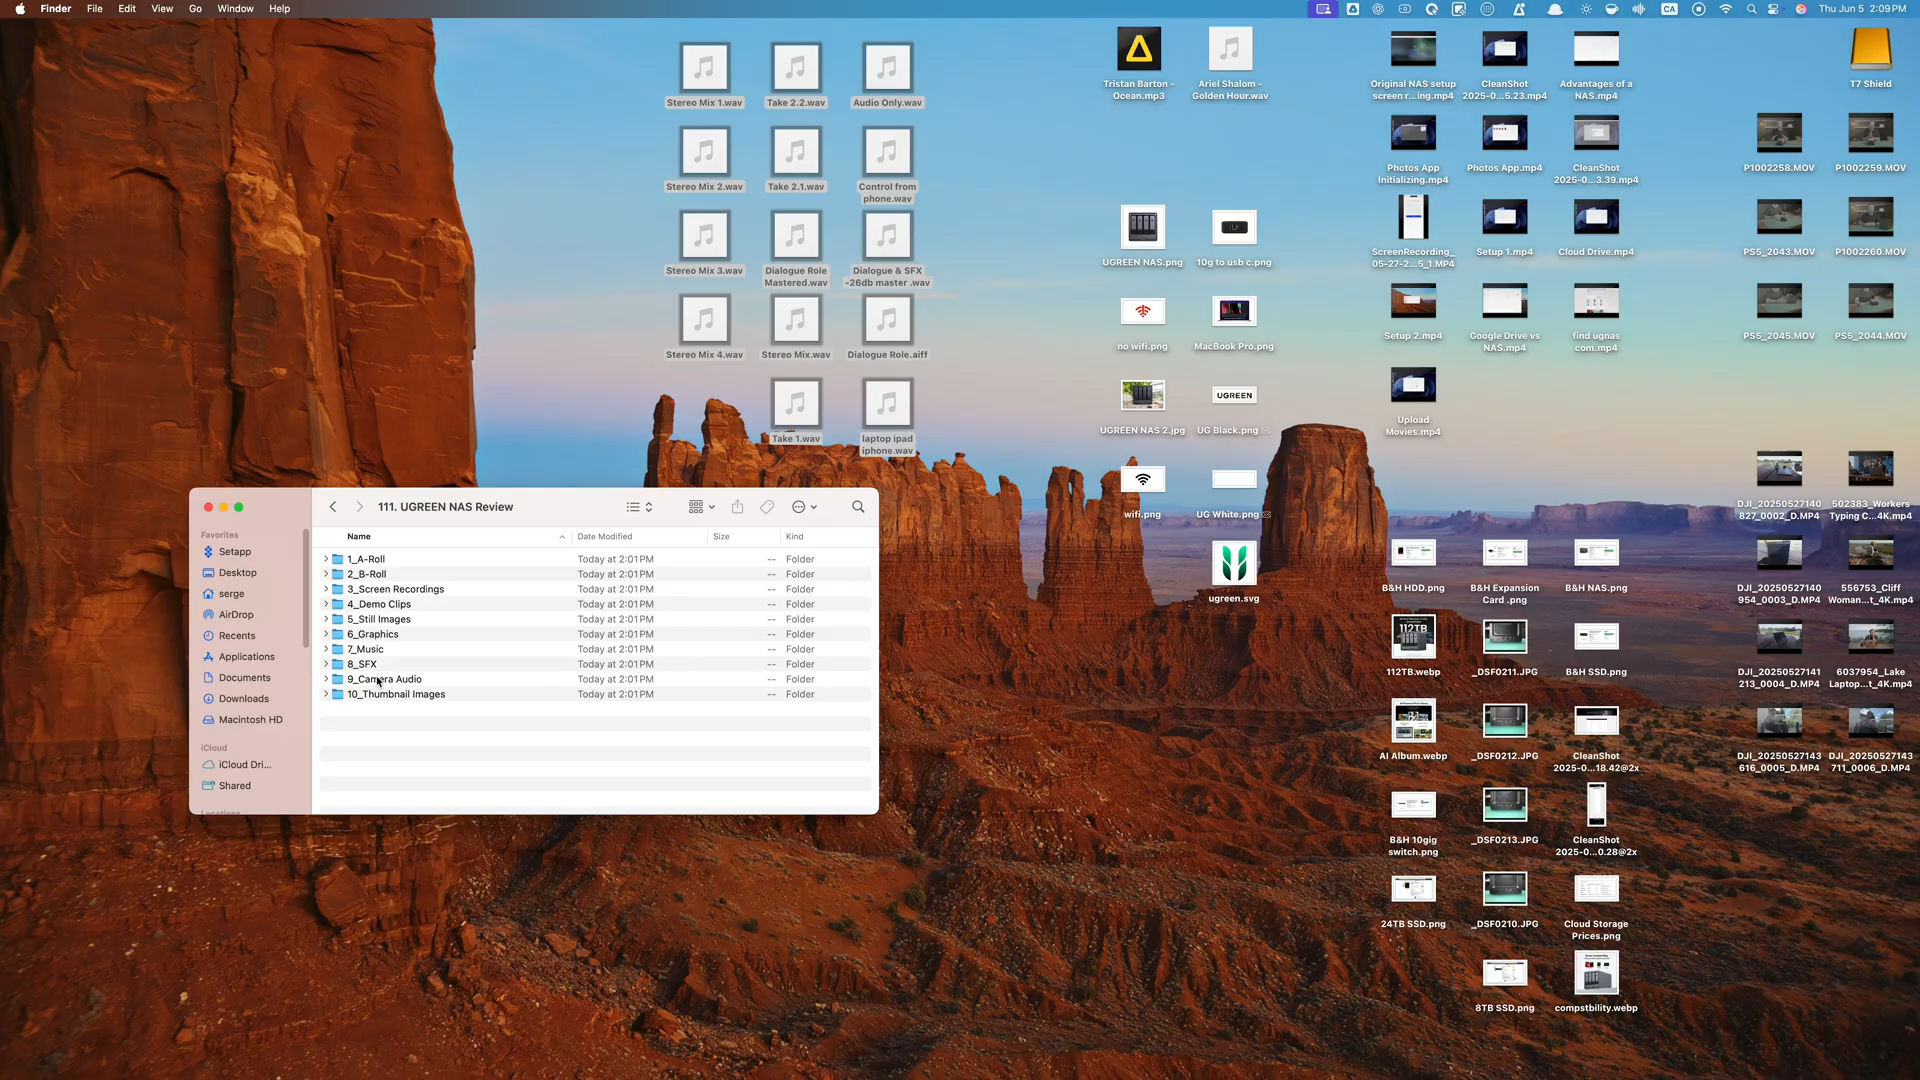 Finder File Edit View Go Window Help
CA
Thu Jun 5 2:09 PM
Stereo Mix 1.wav
Take 2.2.wav
Audio Only.wav
Stereo Mix 2.wav
Take 2.1.wav
Control from
phone.wav
Stereo Mix 3.wav
Dialogue Role
Mastered.wav
Dialogue & SFX
-26db master .wav
Stereo Mix 4.wav
Stereo Mix.wav
Dialogue Role.aiff
Take 1.wav
laptop ipad
iphone.wav
Tristan Barton -
Ocean.mp3
Ariel Shalom -
Golden Hour.wav
UGREEN NAS.png
10g to usb c.png
no wifi.png
MacBook Pro.png
UGREEN NAS 2.jpg
UGREEN
UG Black.png
wifi.png
UG White.png
ugreen.svg
Original NAS setup
screen r...ing.mp4
CleanShot
2025-0...5.23.mp4
Advantages of a
NAS.mp4
Photos App
Initializing.mp4
Photos App.mp4
CleanShot
2025-0...3.39.mp4
ScreenRecording_
05-27-2...5_1.MP4
Setup 1.mp4
Cloud Drive.mp4
Setup 2.mp4
Google Drive vs
NAS.mp4
find ugnas
com.mp4
Upload
Movies.mp4
B&H HDD.png
B&H Expansion
Card .png
B&H NAS.png
112TB
112TB.webp
_DSF0211.JPG
B&H SSD.png
AI Album.webp
_DSF0212.JPG
CleanShot
2025-0...18.42@2x
B&H 10gig
switch.png
_DSF0213.JPG
CleanShot
2025-0...0.28@2x
24TB SSD.png
_DSF0210.JPG
Cloud Storage
Prices.png
8TB SSD.png
compstbility.webp
T7 Shield
P1002258.MOV
P1002259.MOV
PS5_2043.MOV
P1002260.MOV
PS5_2045.MOV
PS5_2044.MOV
DJI_20250527140
827_0002_D.MP4
502383_Workers
Typing C...4K.mp4
DJI_20250527140
954_0003_D.MP4
556753_Cliff
Woman..._4K.mp4
DJI_20250527141
213_0004_D.MP4
6037954_Lake
Laptop...t_4K.mp4
DJI_20250527143
616_0005_D.MP4
DJI_20250527143
711_0006_D.MP4
Favorites
Setapp
Desktop
serge
AirDrop
Recents
Applications
Documents
Downloads
Macintosh HD
iCloud
iCloud Dri...
Shared
Locations
111. UGREEN NAS Review
Name Date Modified Size Kind
1_A-Roll Today at 2:01 PM -- Folder
2_B-Roll Today at 2:01 PM -- Folder
3_Screen Recordings Today at 2:01 PM -- Folder
4_Demo Clips Today at 2:01 PM -- Folder
5_Still Images Today at 2:01 PM -- Folder
6_Graphics Today at 2:01 PM -- Folder
7_Music Today at 2:01 PM -- Folder
8_SFX Today at 2:01 PM -- Folder
9_Camera Audio Today at 2:01 PM -- Folder
10_Thumbnail Images Today at 2:01 PM -- Folder